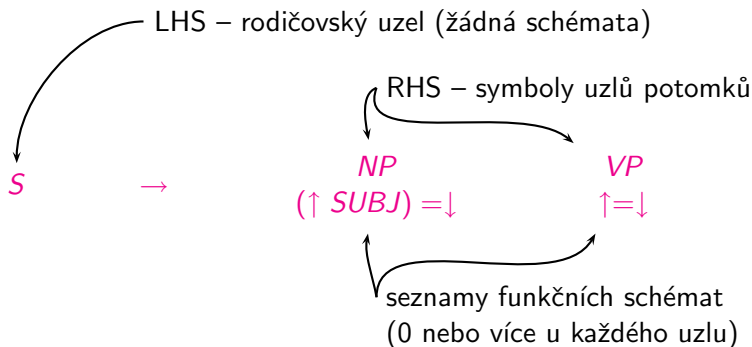 LHS – rodičovský uzel (žádná schémata)
RHS – symboly uzlů potomků
NP VP
S →
(↑ SUBJ) =↓ ↑=↓
seznamy funkčních schémat
(0 nebo více u každého uzlu)